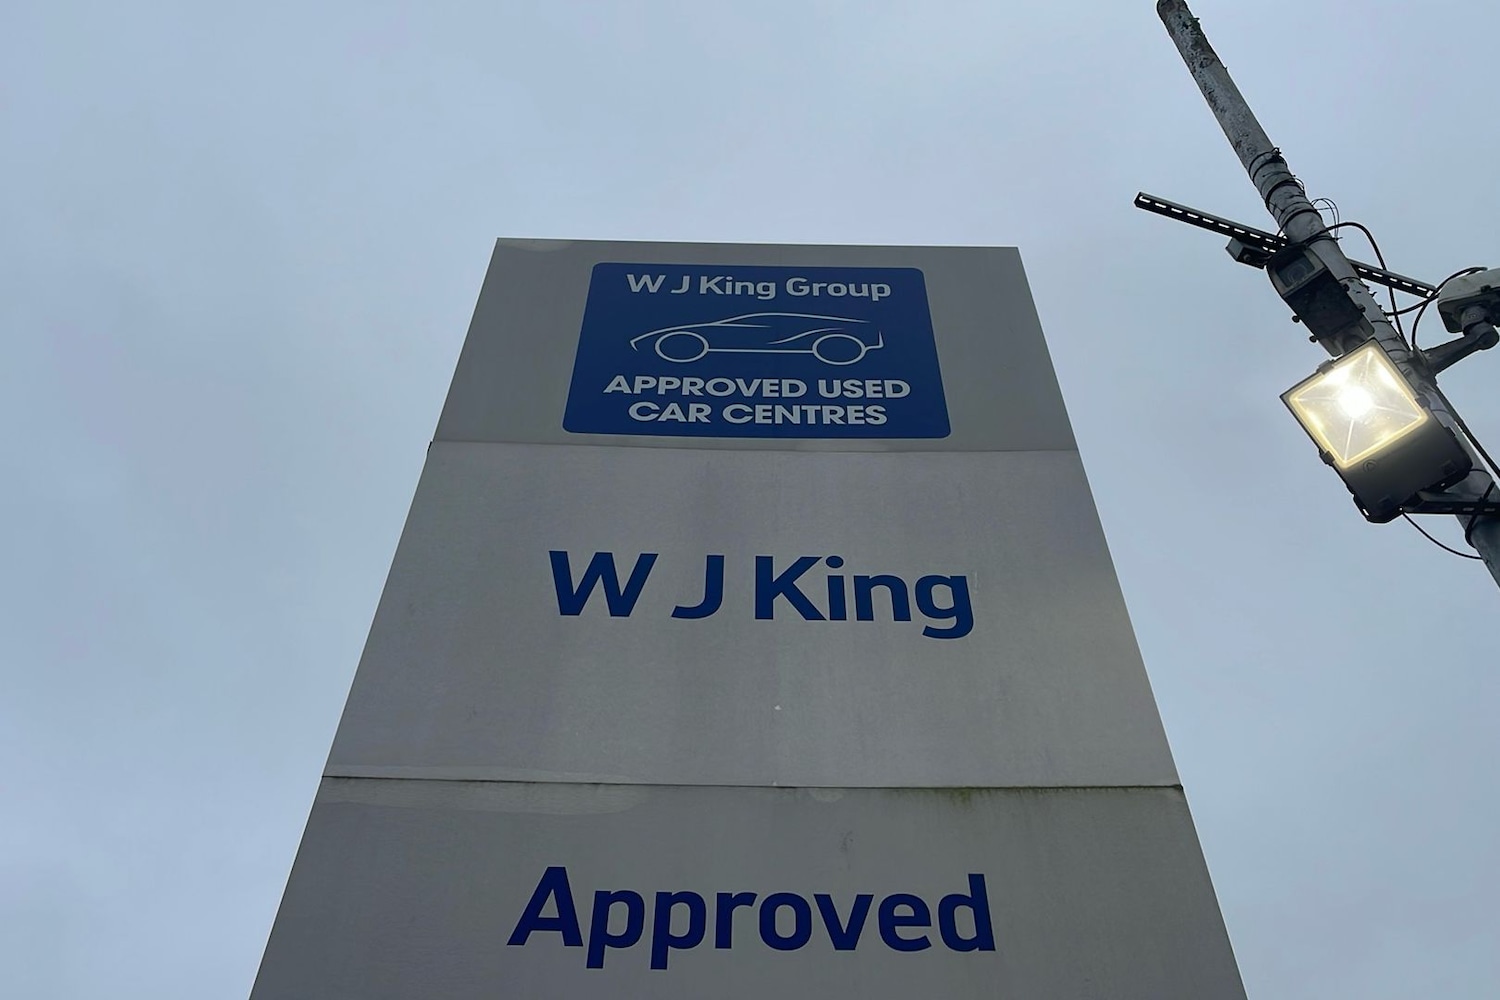 W J King Group
APPROVED USED
CAR CENTRES
W J King
Approved